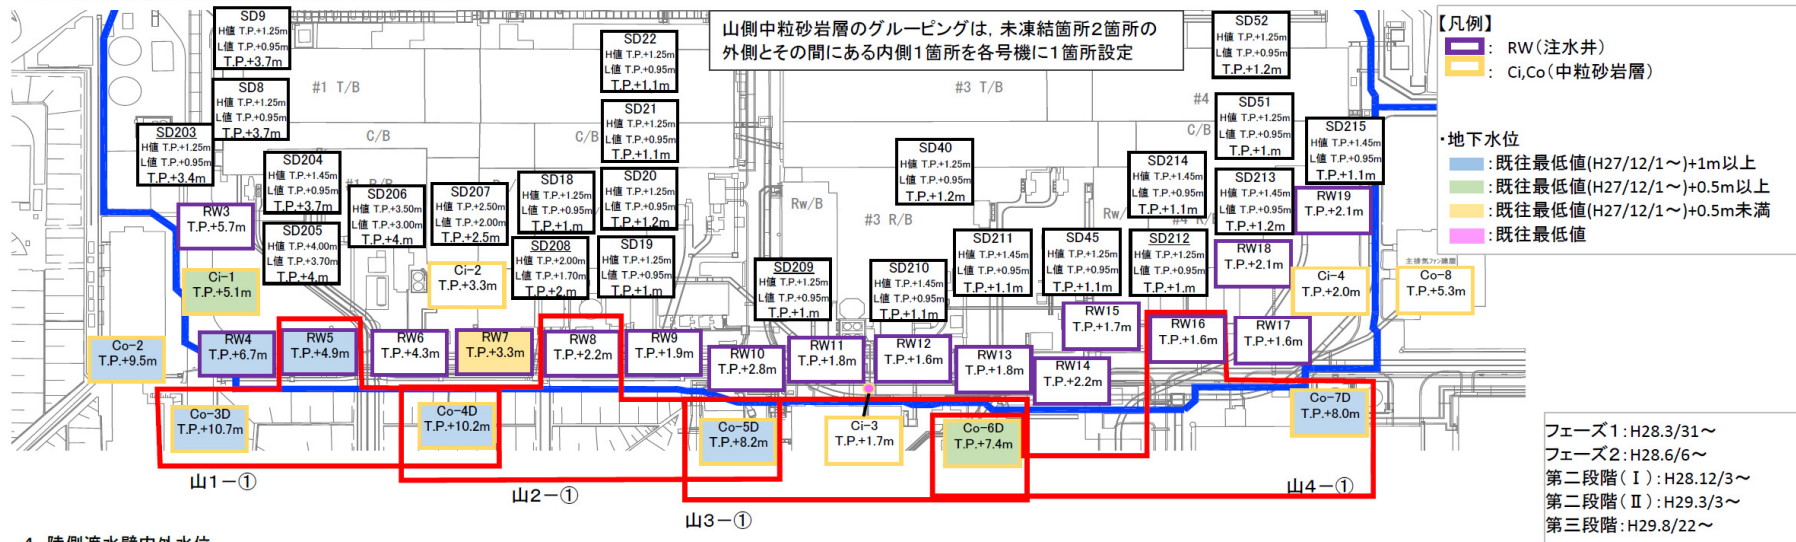 SD9
H値 T.P.+1.25m
L値 T.P.+0.95m
T.P.+3.7m
SD8
H値 T.P.+1.25m
L値 T.P.+0.95m
T.P.+3.7m
SD203
H値 T.P.+1.25m
L値 T.P.+0.95m
T.P.+3.4m
SD204
H値 T.P.+1.45m
L値 T.P.+0.95m
T.P.+3.7m
SD205
H値 T.P.+4.00m
L値 T.P.+3.70m
T.P.+4.m
SD206
H値 T.P.+3.50m
L値 T.P.+3.00m
T.P.+4.m
SD207
H値 T.P.+2.50m
L値 T.P.+2.00m
T.P.+2.5m
SD18
H値 T.P.+1.25m
L値 T.P.+0.95m
T.P.+1.m
SD208
H値 T.P.+2.00m
L値 T.P.+1.70m
T.P.+2.m
SD22
H値 T.P.+1.25m
L値 T.P.+0.95m
T.P.+1.1m
SD21
H値 T.P.+1.25m
L値 T.P.+0.95m
T.P.+1.1m
SD20
H値 T.P.+1.25m
L値 T.P.+0.95m
T.P.+1.2m
SD19
H値 T.P.+1.25m
L値 T.P.+0.95m
T.P.+1.m
山側中粒砂岩層のグルーピングは，未凍結箇所2箇所の
外側とその間にある内側1箇所を各号機に1箇所設定
SD209
H値 T.P.+1.25m
L値 T.P.+0.95m
T.P.+1.m
SD40
H値 T.P.+1.25m
L値 T.P.+0.95m
T.P.+1.2m
SD210
H値 T.P.+1.45m
L値 T.P.+0.95m
T.P.+1.1m
SD211
H値 T.P.+1.45m
L値 T.P.+0.95m
T.P.+1.1m
SD45
H値 T.P.+1.25m
L値 T.P.+0.95m
T.P.+1.1m
SD212
H値 T.P.+1.25m
L値 T.P.+0.95m
T.P.+1.m
SD214
H値 T.P.+1.45m
L値 T.P.+0.95m
T.P.+1.1m
SD52
H値 T.P.+1.25m
L値 T.P.+0.95m
T.P.+1.2m
SD51
H値 T.P.+1.25m
L値 T.P.+0.95m
T.P.+1.m
SD213
H値 T.P.+1.45m
L値 T.P.+0.95m
T.P.+1.2m
SD215
H値 T.P.+1.45m
L値 T.P.+0.95m
T.P.+1.1m
#1 T/B
C/B
C/B
#3 T/B
#4
C/B
Rw/B
#3 R/B
RW3
T.P.+5.7m
Ci-1
T.P.+5.1m
Co-2
T.P.+9.5m
RW4
T.P.+6.7m
RW5
T.P.+4.9m
RW6
T.P.+4.3m
Ci-2
T.P.+3.3m
RW7
T.P.+3.3m
RW8
T.P.+2.2m
RW9
T.P.+1.9m
RW10
T.P.+2.8m
RW11
T.P.+1.8m
RW12
T.P.+1.6m
RW13
T.P.+1.8m
RW14
T.P.+2.2m
RW15
T.P.+1.7m
RW16
T.P.+1.6m
RW17
T.P.+1.6m
RW18
T.P.+2.1m
RW19
T.P.+2.1m
Ci-4
T.P.+2.0m
主排気ファン建屋
Co-8
T.P.+5.3m
Co-3D
T.P.+10.7m
Co-4D
T.P.+10.2m
Co-5D
T.P.+8.2m
Ci-3
T.P.+1.7m
Co-6D
T.P.+7.4m
Co-7D
T.P.+8.0m
山1－①
山2－①
山3－①
山4－①
【凡例】
： RW（注水井）
： Ci,Co（中粒砂岩層）
・地下水位
：既往最低値(H27/12/1～)+1m以上
：既往最低値(H27/12/1～)+0.5m以上
：既往最低値(H27/12/1～)+0.5m未満
：既往最低値
フェーズ1：H28.3/31～
フェーズ2：H28.6/6～
第二段階（Ⅰ）：H28.12/3～
第二段階（Ⅱ）：H29.3/3～
第三段階：H29.8/22～